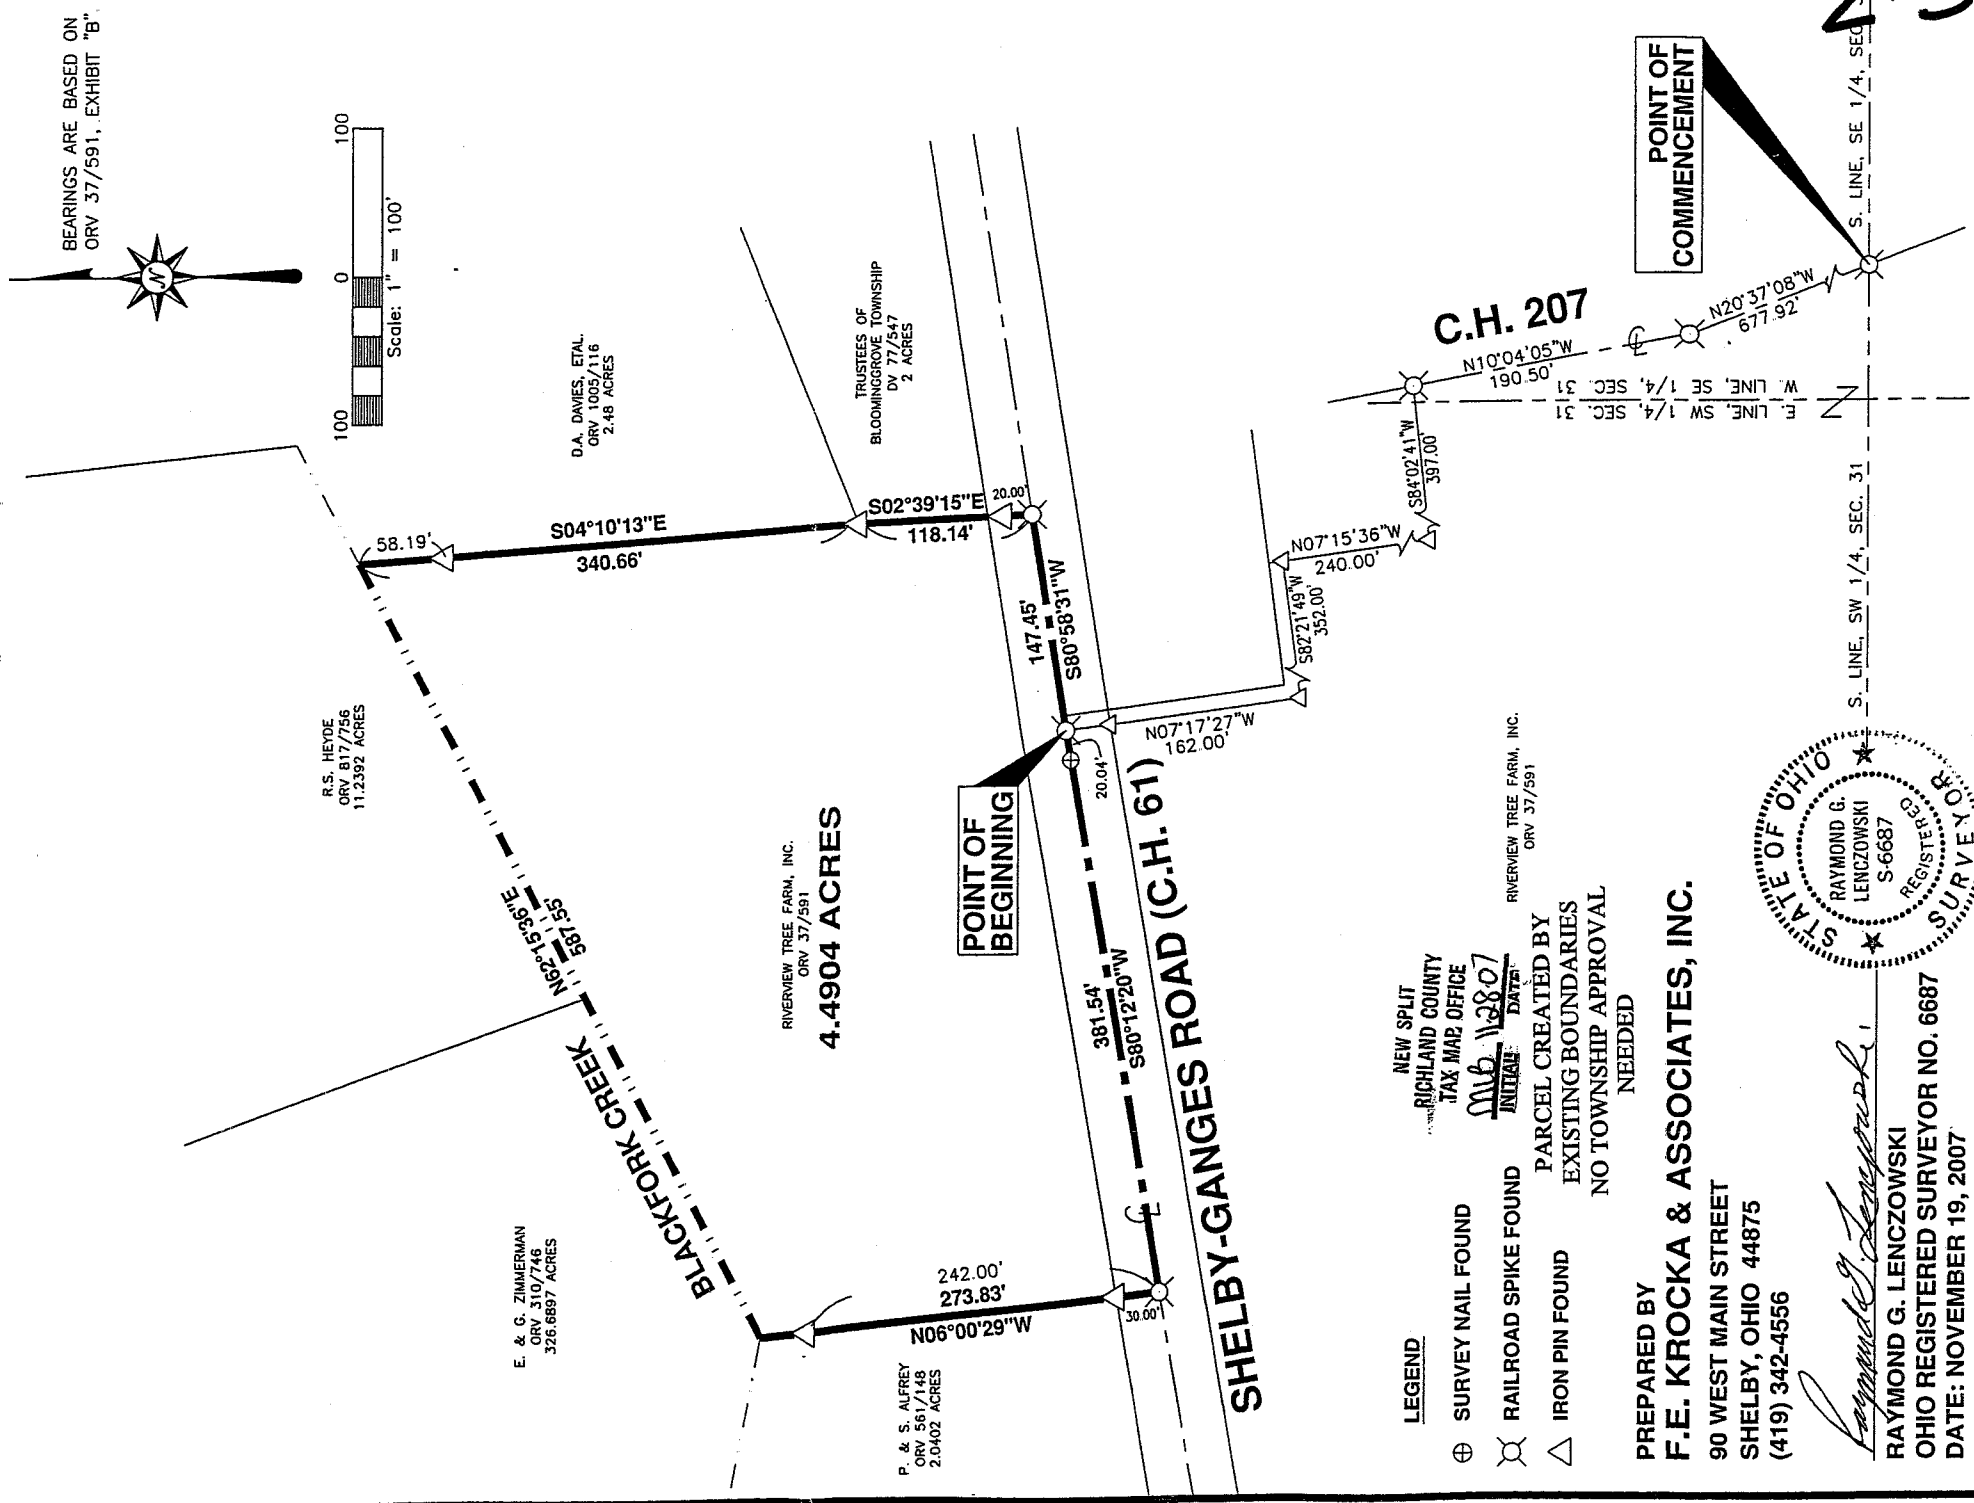 BEARINGS ARE BASED ON
ORV 37/591, EXHIBIT "B"
N
100 0 100
Scale: 1" = 100'
R.S. HEYDE
ORV 817/756
11.2392 ACRES
D.A. DAVIES, ETAL.
ORV 1005/116
2.48 ACRES
TRUSTEES OF
BLOOMINGGROVE TOWNSHIP
DV 77/547
2 ACRES
E. & G. ZIMMERMAN
ORV 310/746
326.6897 ACRES
BLACKFORK CREEK
N62°15'36"E
587.55'
58.19'
S04°10'13"E
340.66'
S02°39'15"E
118.14'
20.00'
RIVERVIEW TREE FARM, INC.
ORV 37/591
4.4904 ACRES
P. & S. ALFREY
ORV 561/148
2.0402 ACRES
242.00'
273.83'
N06°00'29"W
30.00'
POINT OF
BEGINNING
147.45'
S80°58'31"W
381.54'
S80°12'20"W
20.04'
SHELBY-GANGES ROAD (C.H. 61)
N07°17'27"W
162.00'
S82°21'49"W
352.00'
N07°15'36"W
240.00'
S84°02'41"W
397.00'
C.H. 207
N10°04'05"W
190.50'
N20°37'08"W
677.92'
W. LINE, SE 1/4, SEC. 31
E. LINE, SW 1/4, SEC. 31
POINT OF
COMMENCEMENT
S. LINE, SW 1/4, SEC. 31
S. LINE, SE 1/4, SEC
RIVERVIEW TREE FARM, INC.
ORV 37/591
LEGEND
SURVEY NAIL FOUND
RAILROAD SPIKE FOUND
IRON PIN FOUND
NEW SPLIT
RICHLAND COUNTY
TAX MAP OFFICE
112807
INITIAL DATE
PARCEL CREATED BY
EXISTING BOUNDARIES
NO TOWNSHIP APPROVAL
NEEDED
PREPARED BY
F.E. KROCKA & ASSOCIATES, INC.
90 WEST MAIN STREET
SHELBY, OHIO 44875
(419) 342-4556
Raymond G. Lenczowski
RAYMOND G. LENCZOWSKI
OHIO REGISTERED SURVEYOR NO. 6687
DATE: NOVEMBER 19, 2007
STATE OF OHIO
RAYMOND G.
LENCZOWSKI
S-6687
REGISTERED
SURVEYOR